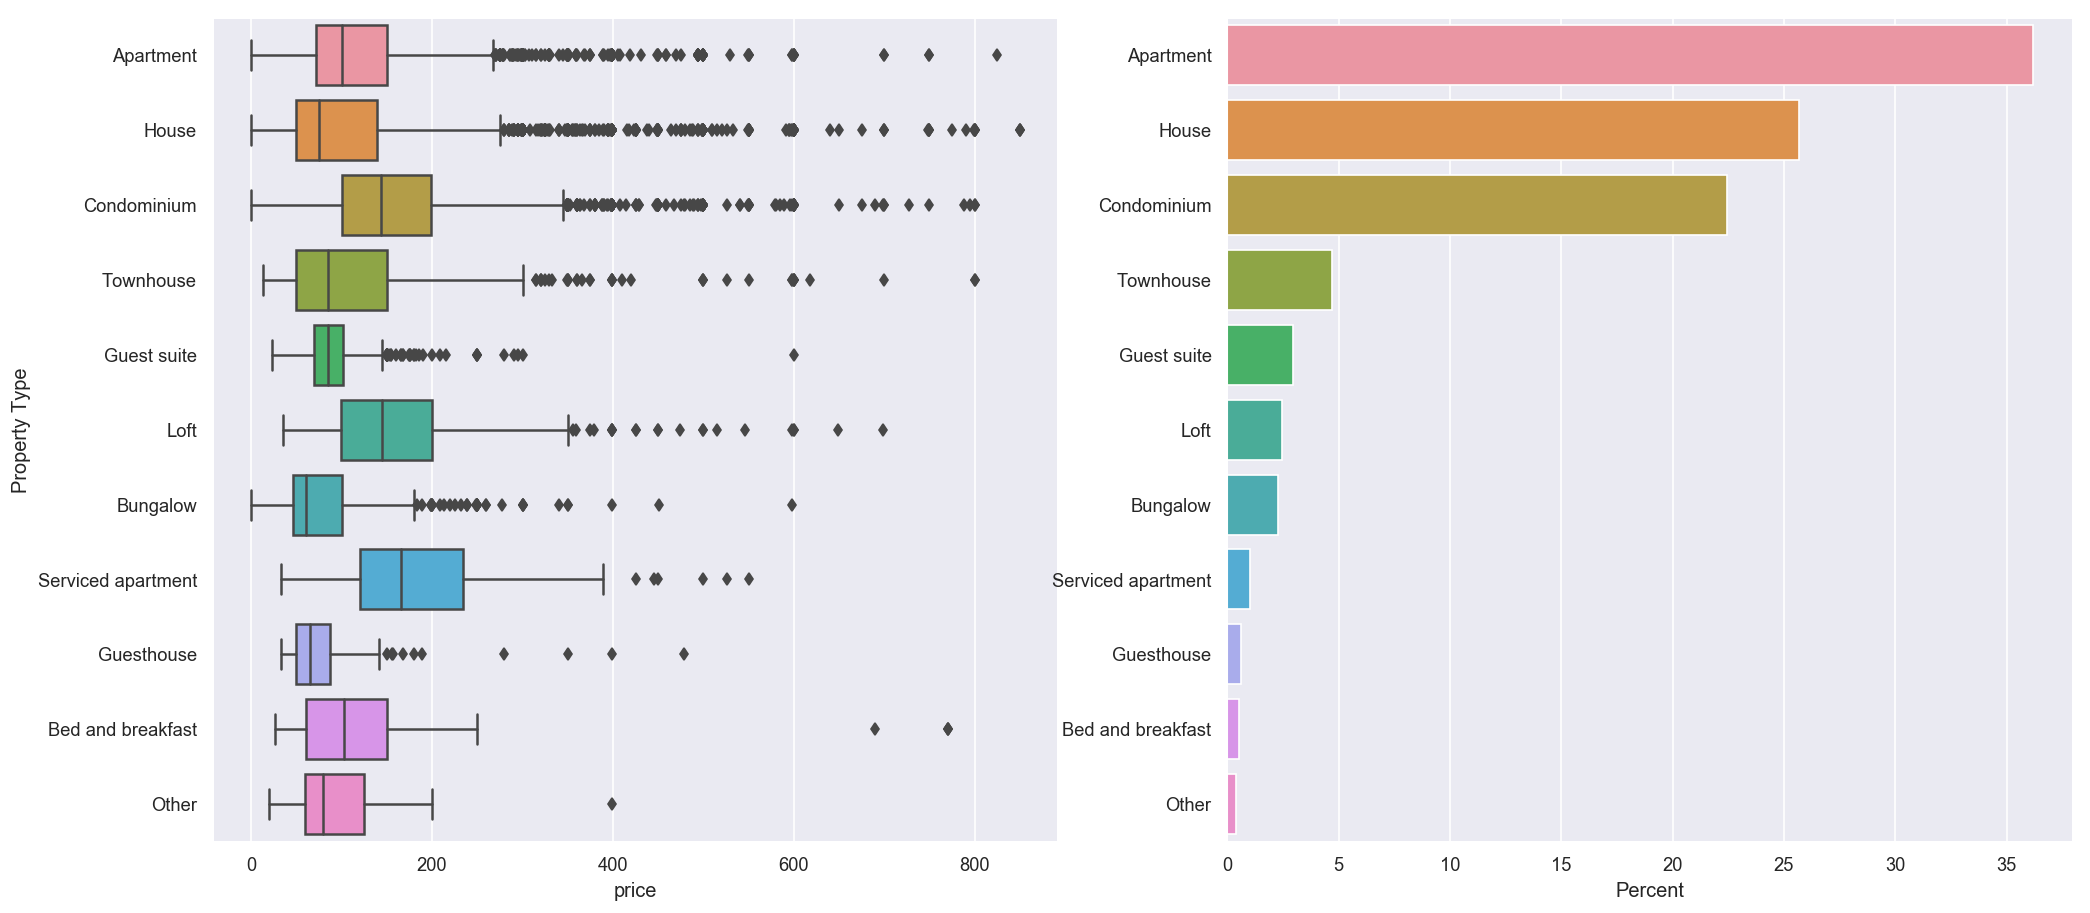 Property Type
Apartment
House
Condominium
Townhouse
Guest suite
Loft
Bungalow
Serviced apartment
Guesthouse
Bed and breakfast
Other
0 200 400 600 800
price
Apartment
House
Condominium
Townhouse
Guest suite
Loft
Bungalow
Serviced apartment
Guesthouse
Bed and breakfast
Other
0 5 10 15 20 25 30 35
Percent